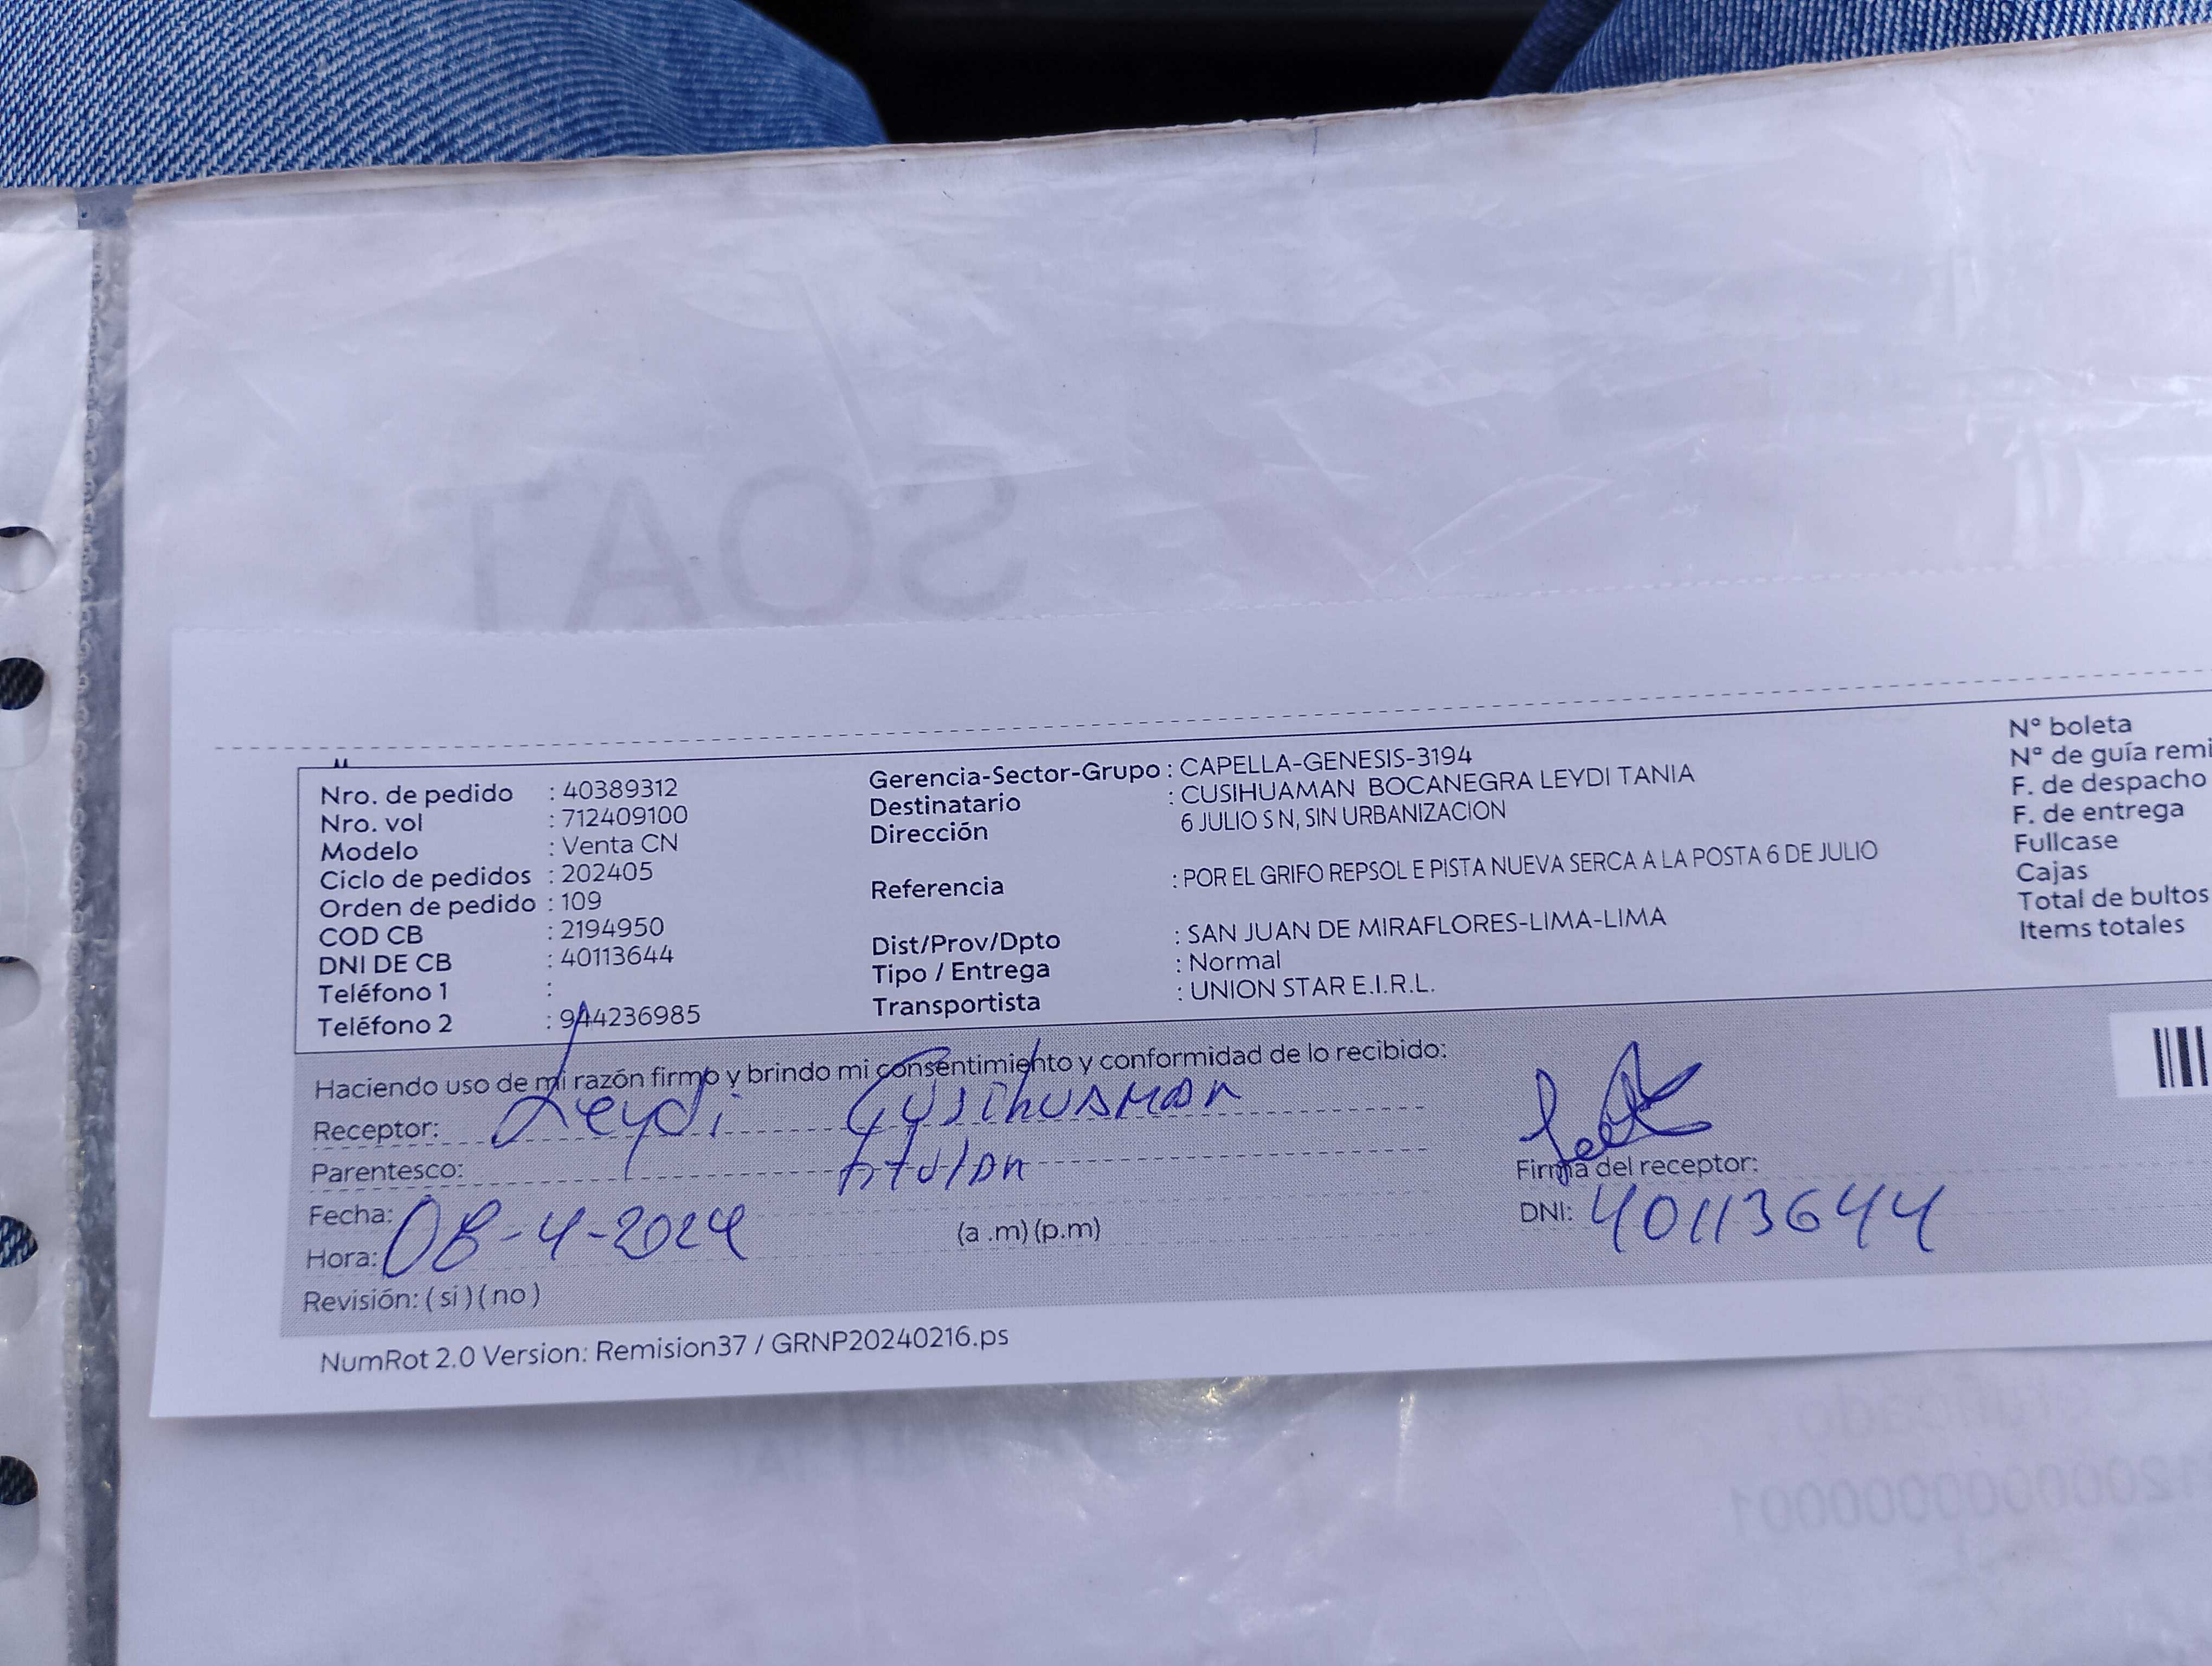 SOAT
Nro. de pedido : 40389312
Nro. vol : 712409100
Modelo : Venta CN
Ciclo de pedidos : 202405
Orden de pedido : 109
COD CB : 2194950
DNI DE CB : 40113644
Teléfono 1 :
Teléfono 2 : 944236985
Gerencia-Sector-Grupo : CAPELLA-GENESIS-3194
Destinatario : CUSIHUAMAN BOCANEGRA LEYDI TANIA
Dirección 6 JULIO S N, SIN URBANIZACION
Referencia : POR EL GRIFO REPSOL E PISTA NUEVA SERCA A LA POSTA 6 DE JULIO
Dist/Prov/Dpto : SAN JUAN DE MIRAFLORES-LIMA-LIMA
Tipo / Entrega : Normal
Transportista : UNION STAR E.I.R.L.
N° boleta
N° de guía remi
F. de despacho
F. de entrega
Fullcase
Cajas
Total de bultos
Items totales
Haciendo uso de mi razón firmo y brindo mi consentimiento y conformidad de lo recibido:
Receptor: Leydi Cusihuaman
Parentesco: titular
Fecha: 08-4-2024
Hora: (a .m) (p.m)
Revisión: ( si ) ( no )
Firma del receptor:
DNI: 40113644
NumRot 2.0 Version: Remision37 / GRNP20240216.ps